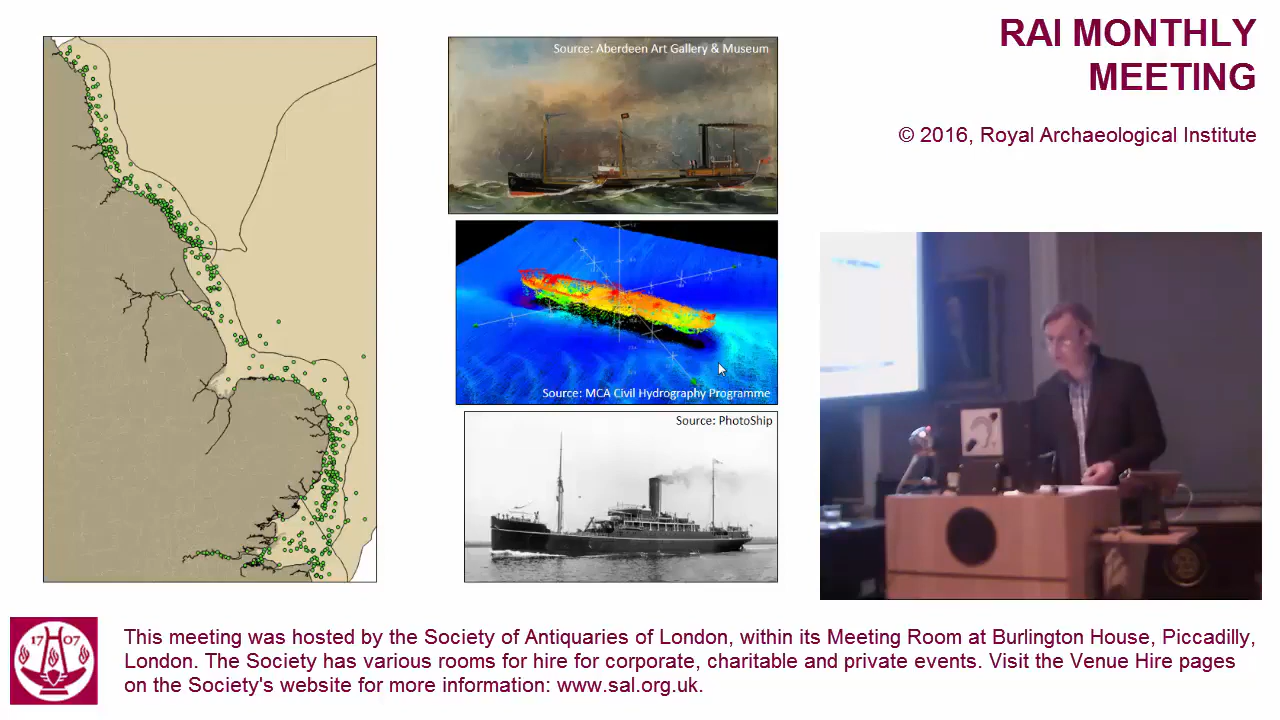 RAI MONTHLY
MEETING
© 2016, Royal Archaeological Institute
Source: Aberdeen Art Gallery & Museum
Source: MCA Civil Hydrography Programme
Source: PhotoShip
17 07
This meeting was hosted by the Society of Antiquaries of London, within its Meeting Room at Burlington House, Piccadilly,
London. The Society has various rooms for hire for corporate, charitable and private events. Visit the Venue Hire pages
on the Society's website for more information: www.sal.org.uk.